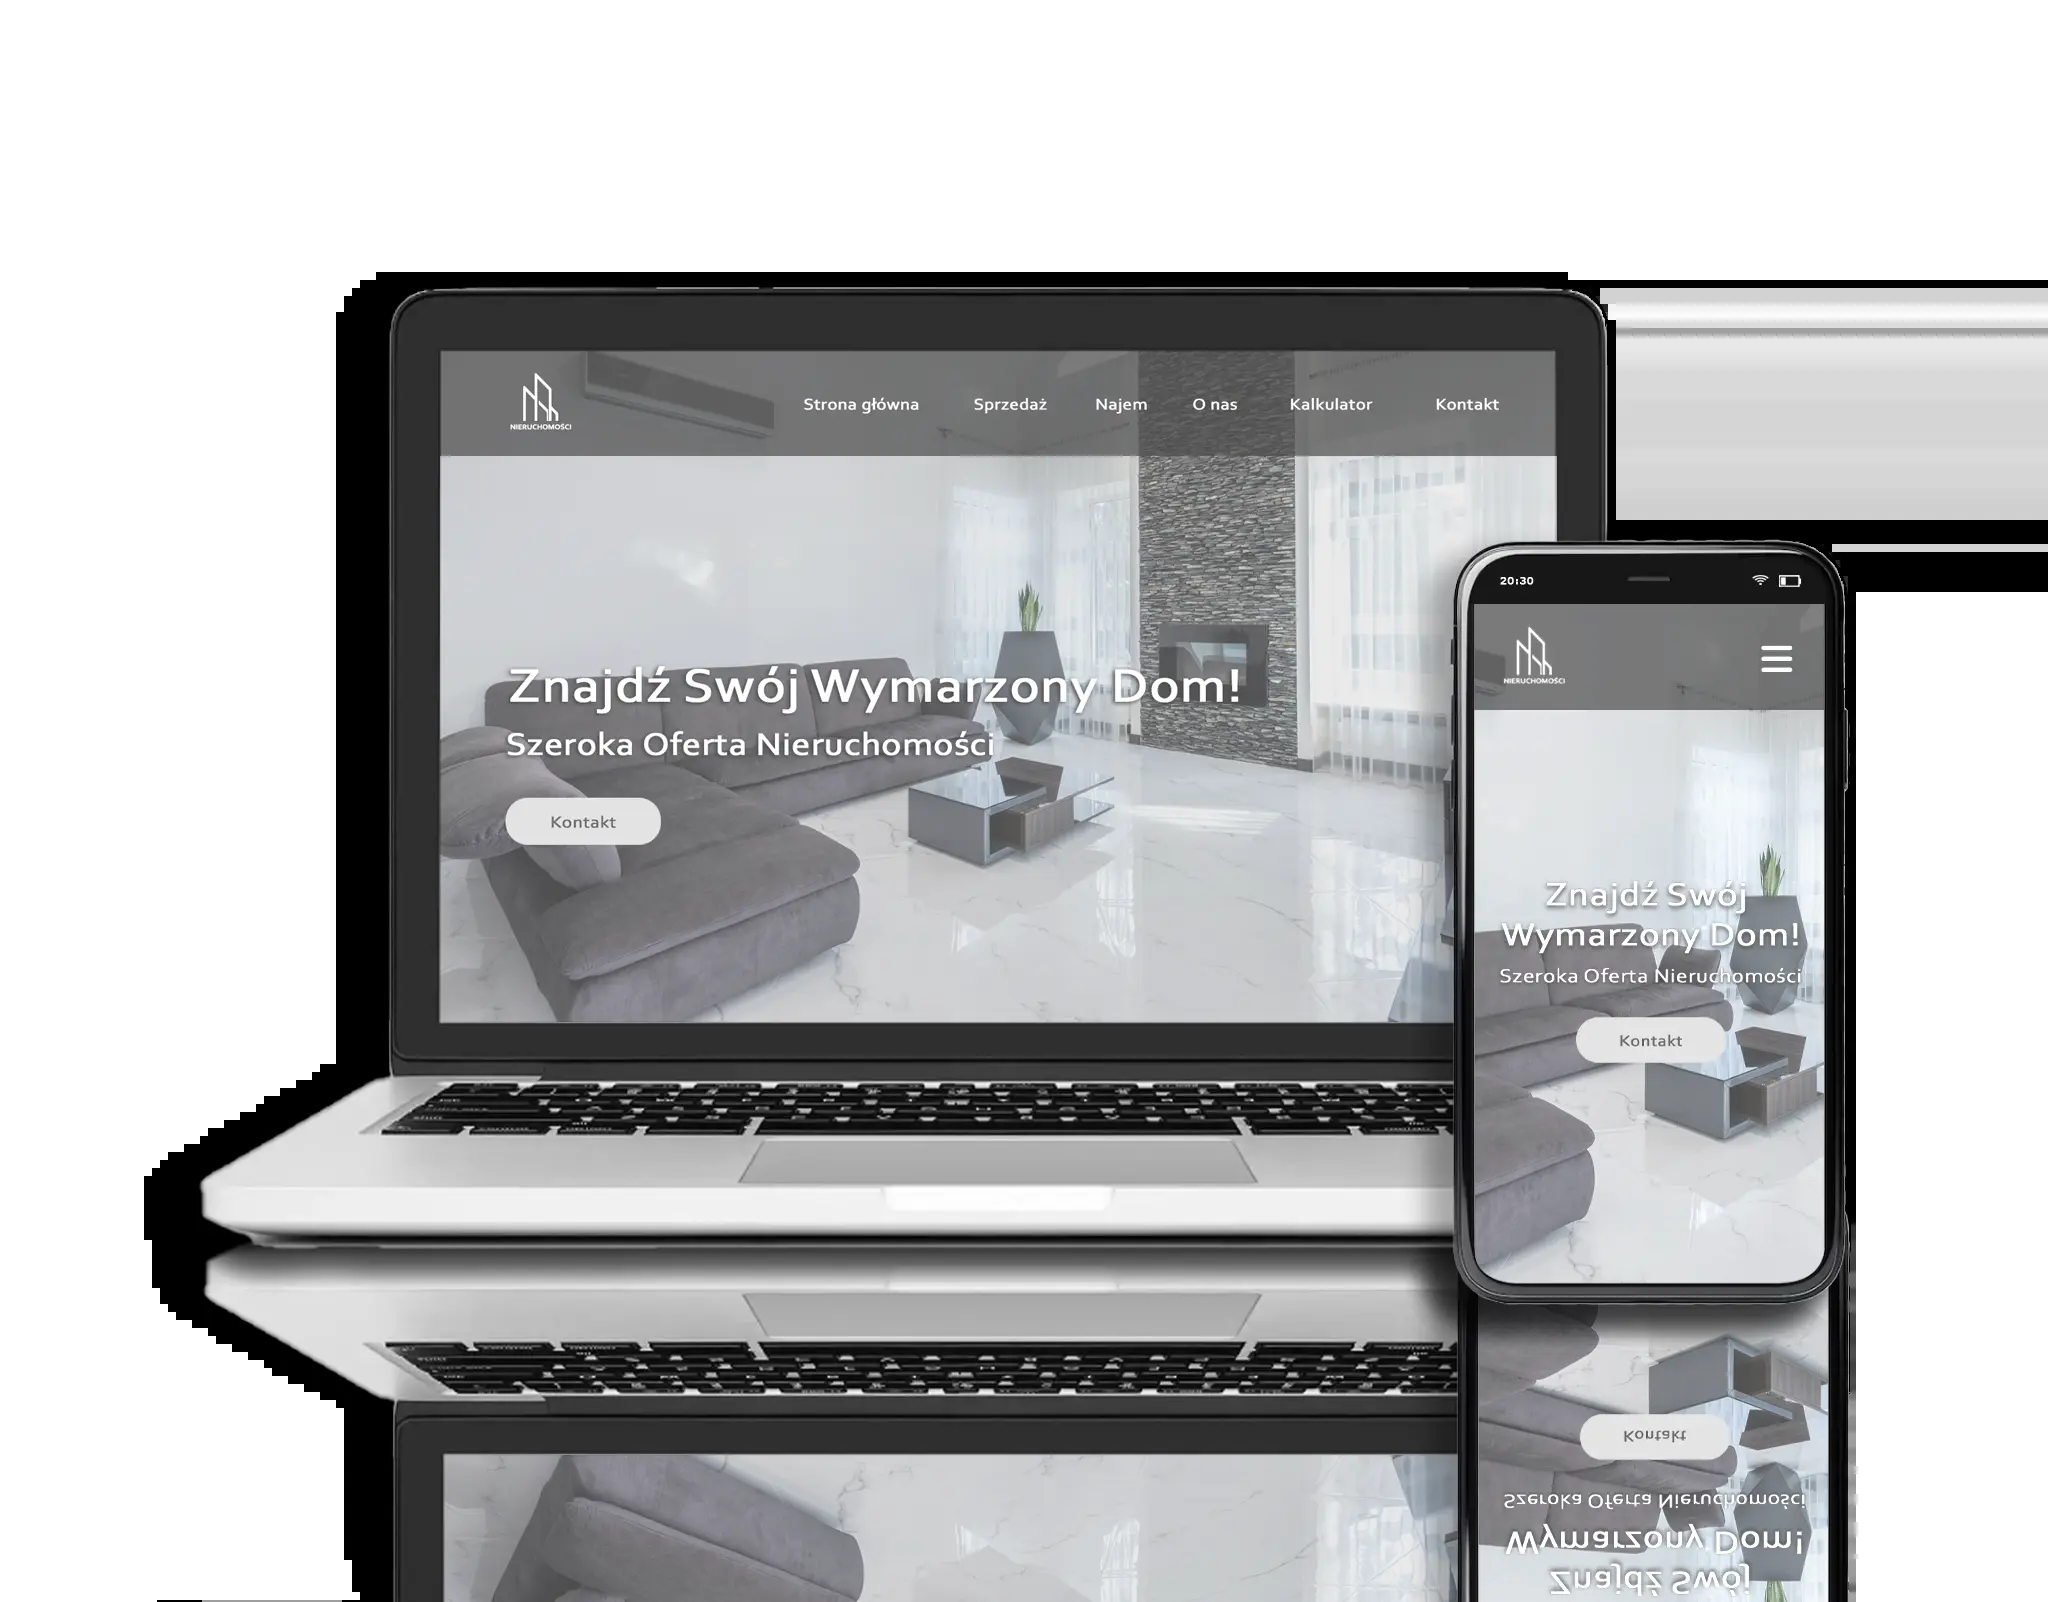 NIERUCHOMOŚCI
Strona główna Sprzedaż Najem O nas Kalkulator Kontakt
Znajdź Swój Wymarzony Dom!
Szeroka Oferta Nieruchomości
Kontakt
20:30
NIERUCHOMOŚCI
Znajdź Swój
Wymarzony Dom!
Szeroka Oferta Nieruchomości
Kontakt
Kontakt
Szeroka Oferta Nieruchomości
Wymarzony Dom!
Znajdź Swój